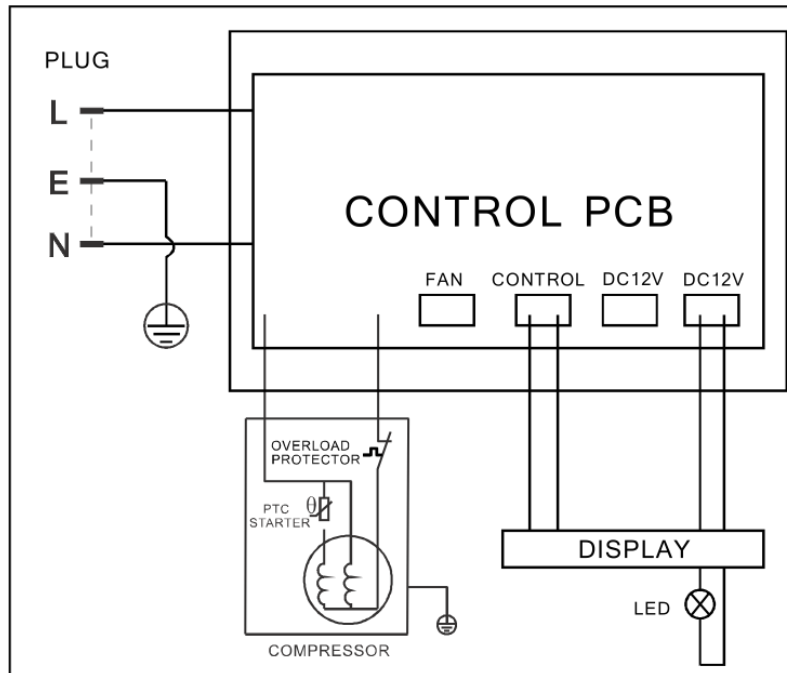 PLUG
L
E
N
CONTROL PCB
FAN CONTROL DC12V DC12V
OVERLOAD
PROTECTOR
θ
PTC
STARTER
DISPLAY
LED
COMPRESSOR